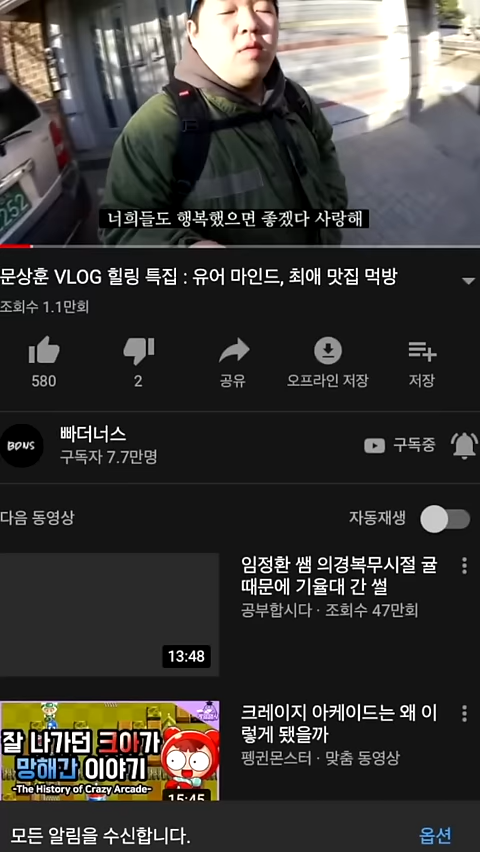 252
너희들도 행복했으면 좋겠다 사랑해
문상훈 VLOG 힐링 특집 : 유어 마인드, 최애 맛집 먹방
조회수 1.1만회
580
2
공유
오프라인 저장
저장
BDNS
빠더너스
구독자 7.7만명
구독중
다음 동영상
자동재생
임정환 쌤 의경복무시절 귤
때문에 기율대 간 썰
공부합시다 · 조회수 47만회
13:48
잘 나가던 크아가
망해간 이야기
-The History of Crazy Arcade-
15:45
크레이지 아케이드는 왜 이
렇게 됐을까
펭귄몬스터 · 맞춤 동영상
모든 알림을 수신합니다.
옵션